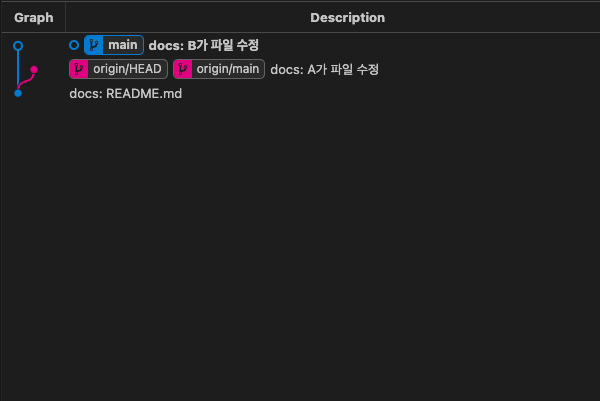 Graph Description
main docs: B가 파일 수정
origin/HEAD origin/main docs: A가 파일 수정
docs: README.md